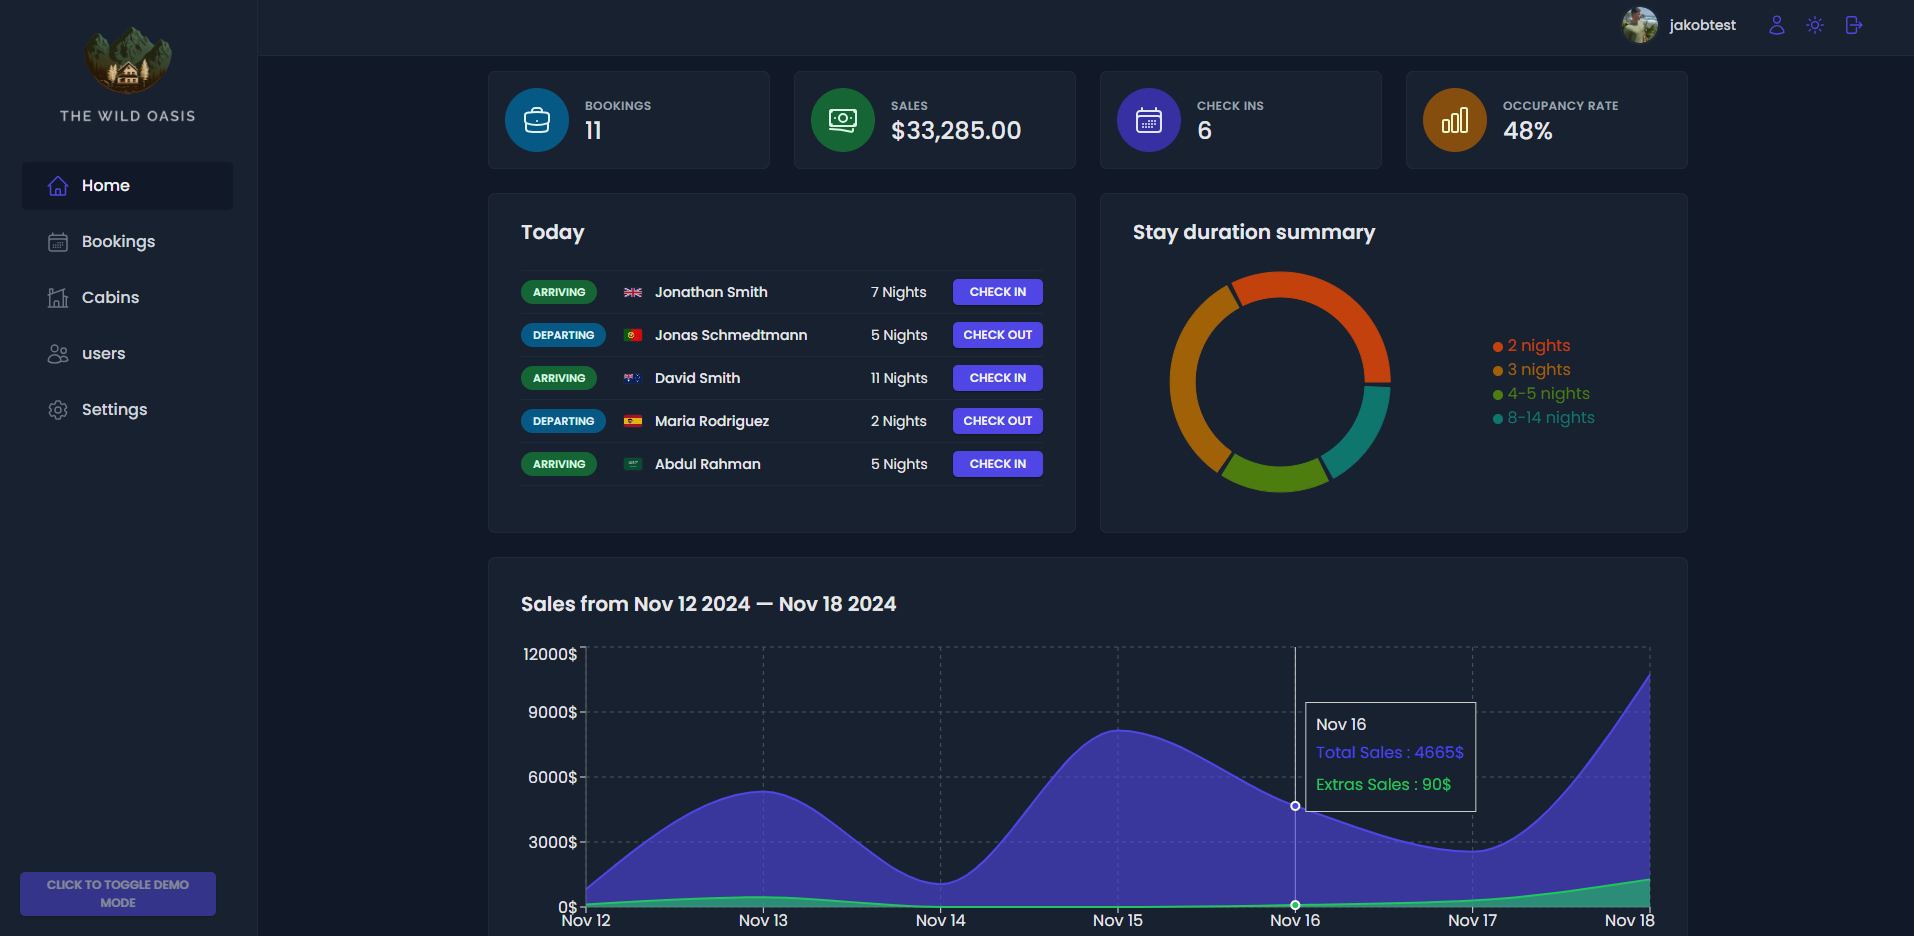 THE WILD OASIS
Home
Bookings
Cabins
users
Settings
CLICK TO TOGGLE DEMO
MODE
jakobtest
BOOKINGS
11
SALES
$33,285.00
CHECK INS
6
OCCUPANCY RATE
48%
Today
ARRIVING Jonathan Smith 7 Nights CHECK IN
DEPARTING Jonas Schmedtmann 5 Nights CHECK OUT
ARRIVING David Smith 11 Nights CHECK IN
DEPARTING Maria Rodriguez 2 Nights CHECK OUT
ARRIVING Abdul Rahman 5 Nights CHECK IN
Stay duration summary
2 nights
3 nights
4-5 nights
8-14 nights
Sales from Nov 12 2024 — Nov 18 2024
12000$
9000$
6000$
3000$
0$
Nov 16
Total Sales : 4665$
Extras Sales : 90$
Nov 12 Nov 13 Nov 14 Nov 15 Nov 16 Nov 17 Nov 18